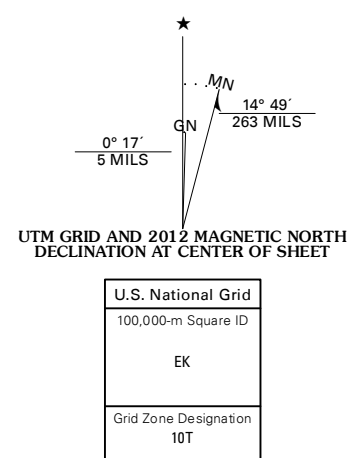 ★
MN
GN
14° 49´
263 MILS
0° 17´
5 MILS
UTM GRID AND 2012 MAGNETIC NORTH
DECLINATION AT CENTER OF SHEET
U.S. National Grid
100,000-m Square ID
EK
Grid Zone Designation
10T